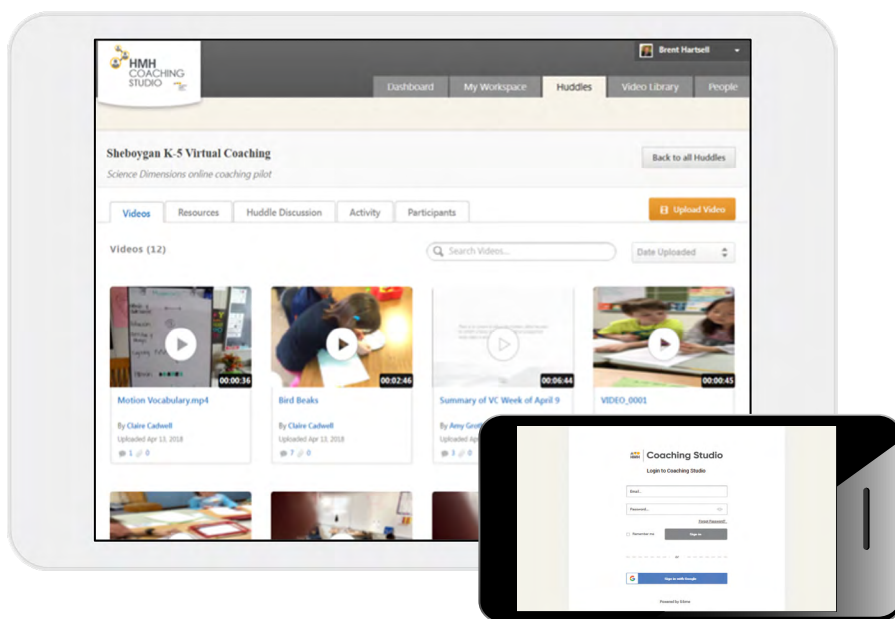 HMH
COACHING
STUDIO
Brent Hartsell
Dashboard
My Workspace
Huddles
Video Library
People
Sheboygan K-5 Virtual Coaching
Back to all Huddles
Science Dimensions online coaching pilot
Videos
Resources
Huddle Discussion
Activity
Participants
Upload Video
Videos (12)
Search Videos...
Date Uploaded
00:00:36
00:02:46
00:06:44
00:00:45
Motion Vocabulary.mp4
Bird Beaks
Summary of VC Week of April 9
VIDEO_0001
By Claire Cadwell
By Claire Cadwell
By Amy
Uploaded Apr 13, 2018
Uploaded Apr 13, 2018
Uploaded
1 0
7 0
3 0
HMH Coaching Studio
Login to Coaching Studio
Email...
Password...
Forgot Password?
Remember me
Sign in
G Sign in with Google
Powered by Sibme